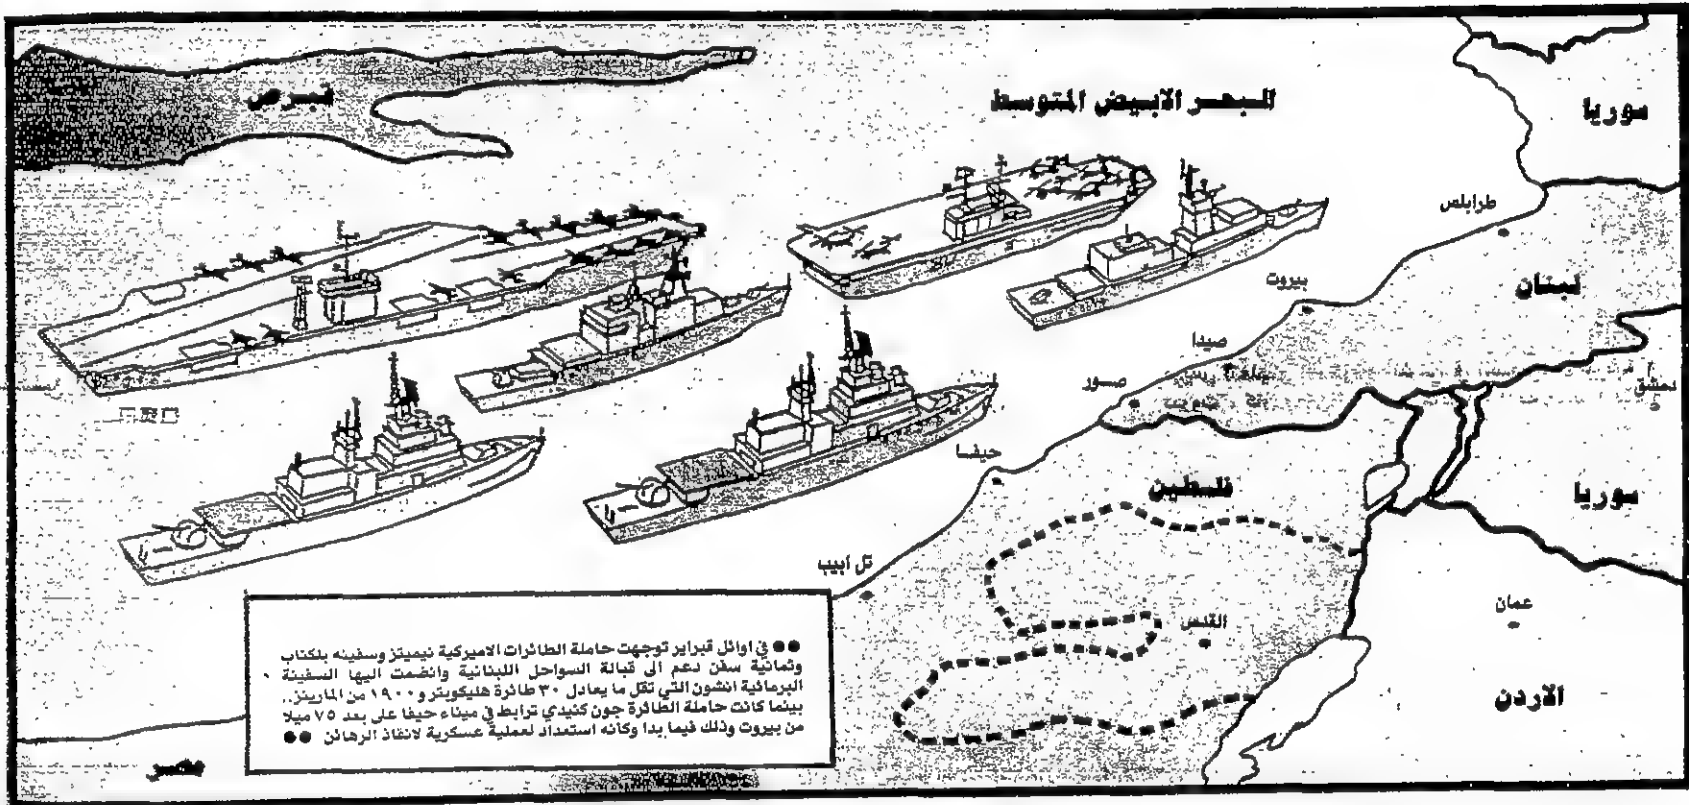 قبرص
البحر الابيض المتوسط
سوريا
طرابلس
لبنان
بيروت
صيدا
صور
دمشق
حيفا
فلسطين
سوريا
تل ابيب
القدس
عمان
الاردن
مصر
●● في اوائل فبراير توجهت حاملة الطائرات الاميركية نيميتز وسفينه بلكناب
وثمانية سفن دعم الى قبالة السواحل اللبنانية وانضمت اليها السفينة
البرمائية انشون التي تقل ما يعادل ٣٠ طائرة هليكوبتر و ١٩٠٠ من المارينز..
بينما كانت حاملة الطائرة جون كنيدي ترابط في ميناء حيفا على بعد ٧٥ ميلا
من بيروت وذلك فيما بدا وكأنه استعداد لعملية عسكرية لانقاذ الرهائن ●●